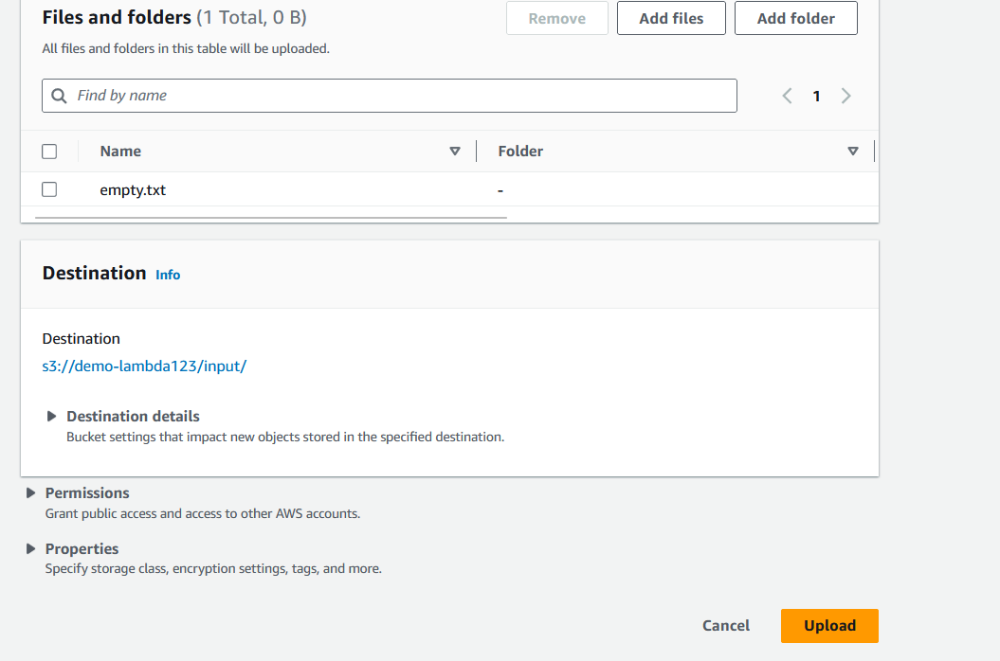 Files and folders (1 Total, 0 B)
Remove
Add files
Add folder
All files and folders in this table will be uploaded.
Find by name
1
Name
Folder
empty.txt
-
Destination Info
Destination
s3://demo-lambda123/input/
Destination details
Bucket settings that impact new objects stored in the specified destination.
Permissions
Grant public access and access to other AWS accounts.
Properties
Specify storage class, encryption settings, tags, and more.
Cancel
Upload